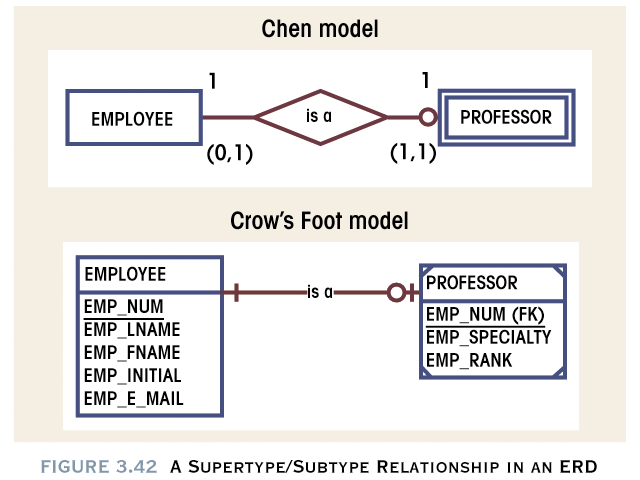 Chen model
1 1
EMPLOYEE is a PROFESSOR
(0,1) (1,1)
Crow's Foot model
EMPLOYEE
EMP_NUM
EMP_LNAME
EMP_FNAME
EMP_INITIAL
EMP_E_MAIL
is a
PROFESSOR
EMP_NUM (FK)
EMP_SPECIALTY
EMP_RANK
FIGURE 3.42 A SUPERTYPE/SUBTYPE RELATIONSHIP IN AN ERD